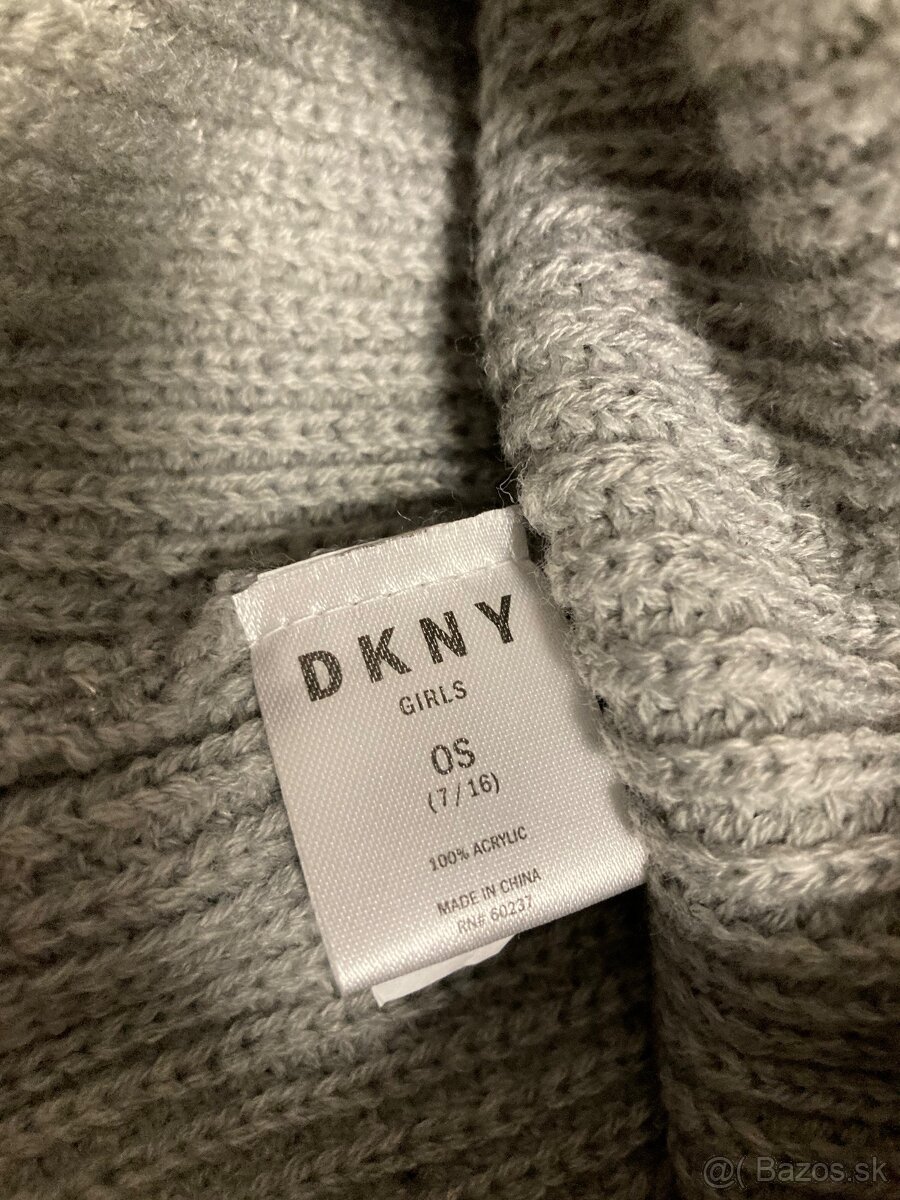 DKNY
GIRLS
OS
(7/16)
100% ACRYLIC
MADE IN CHINA
RN# 60237
@( Bazos.sk